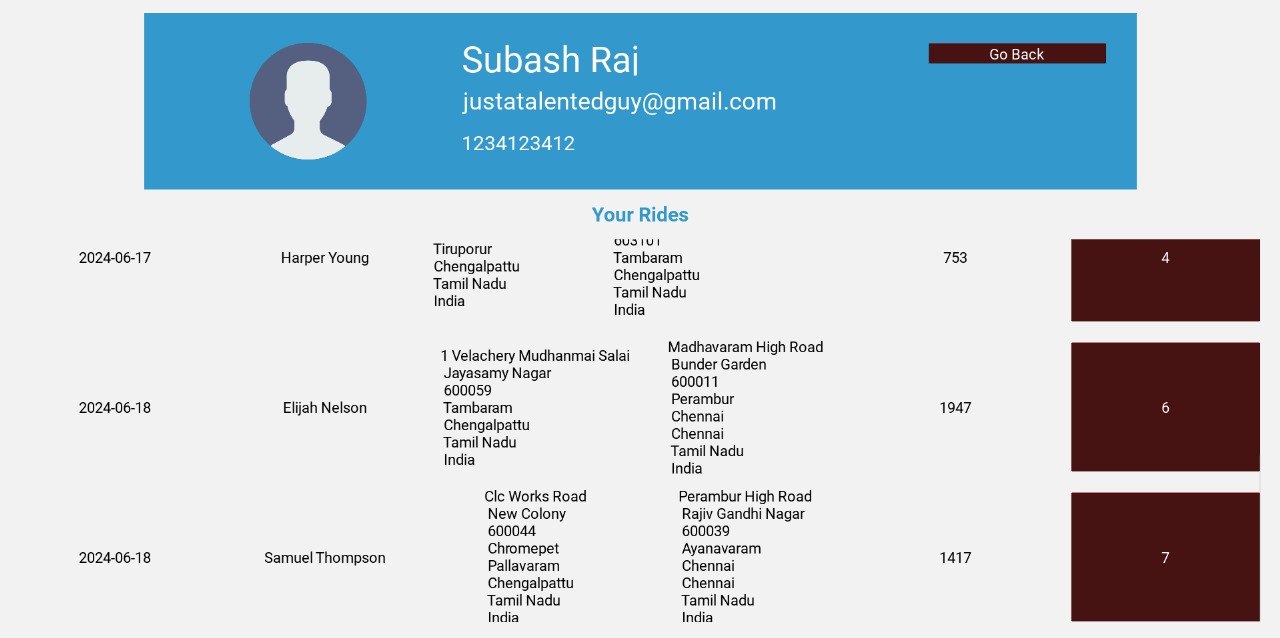 Subash Raj
Go Back
justatalentedguy@gmail.com
1234123412
Your Rides
2024-06-17
Harper Young
Tiruporur
Chengalpattu
Tamil Nadu
India
603101
Tambaram
Chengalpattu
Tamil Nadu
India
753
4
2024-06-18
Elijah Nelson
1 Velachery Mudhanmai Salai
Jayasamy Nagar
600059
Tambaram
Chengalpattu
Tamil Nadu
India
Madhavaram High Road
Bunder Garden
600011
Perambur
Chennai
Chennai
Tamil Nadu
India
1947
6
2024-06-18
Samuel Thompson
Clc Works Road
New Colony
600044
Chromepet
Pallavaram
Chengalpattu
Tamil Nadu
India
Perambur High Road
Rajiv Gandhi Nagar
600039
Ayanavaram
Chennai
Chennai
Tamil Nadu
India
1417
7